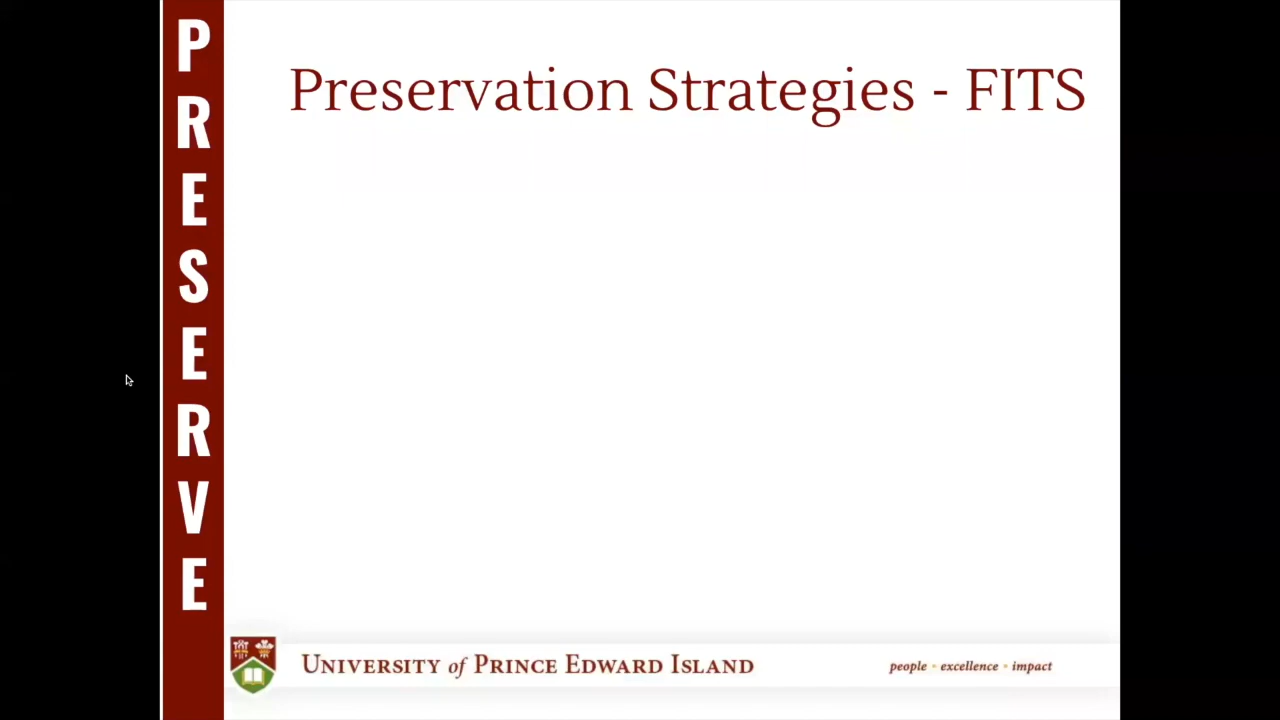 PRESERVE
Preservation Strategies - FITS
UNIVERSITY of PRINCE EDWARD ISLAND
people • excellence • impact